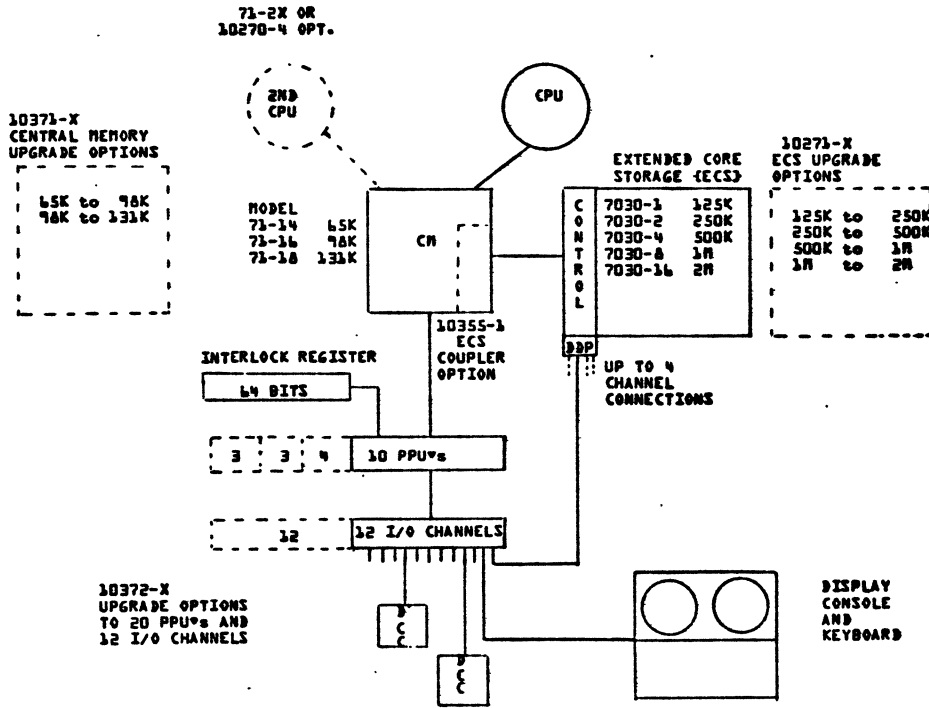 71-2X OR
10270-4 OPT.
2ND
CPU
CPU
10371-X
CENTRAL MEMORY
UPGRADE OPTIONS
65K to 98K
98K to 131K
MODEL
71-14 65K
71-16 98K
71-18 131K
CM
10355-1
ECS
COUPLER
OPTION
EXTENDED CORE
STORAGE {ECS}
CONTROL
7030-1 125K
7030-2 250K
7030-4 500K
7030-8 1M
7030-16 2M
10271-X
ECS UPGRADE
OPTIONS
125K to 250K
250K to 500K
500K to 1M
1M to 2M
DDP
UP TO 4
CHANNEL
CONNECTIONS
INTERLOCK REGISTER
64 BITS
3 3 4 10 PPU's
12 12 I/O CHANNELS
10372-X
UPGRADE OPTIONS
TO 20 PPU's AND
12 I/O CHANNELS
DCC
DCC
DISPLAY
CONSOLE
AND
KEYBOARD